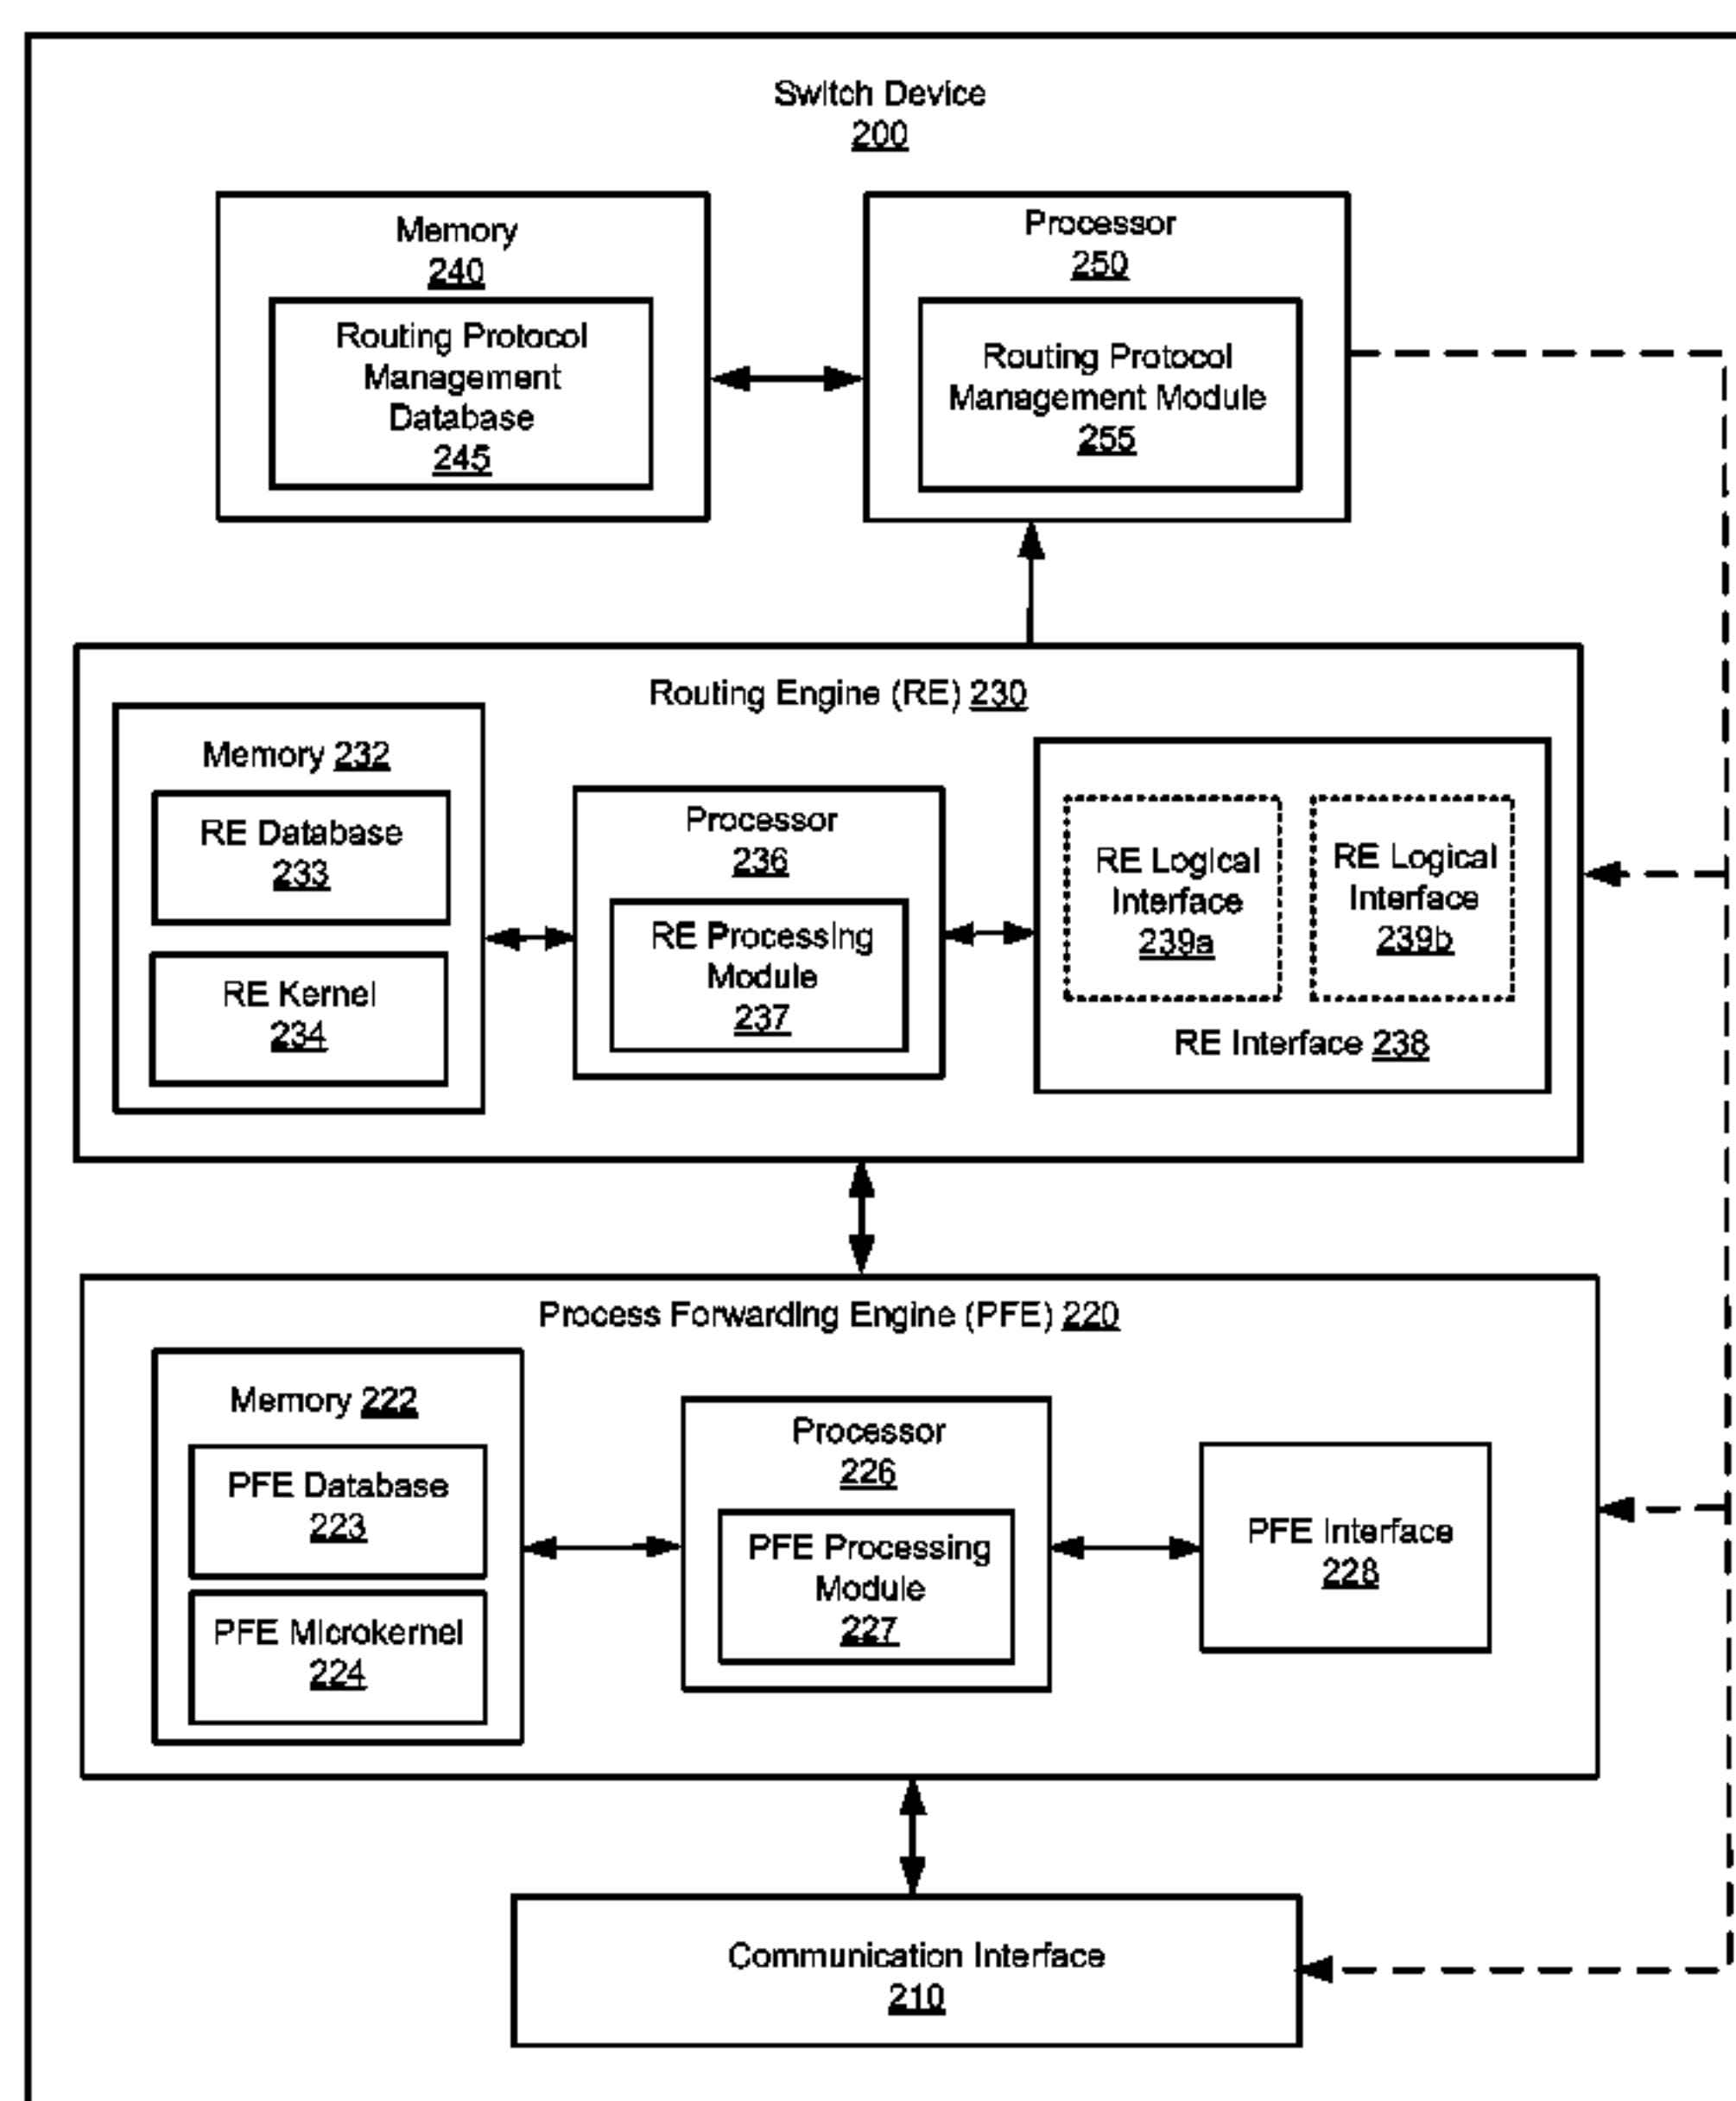 Switch Device
200
Memory
240
Routing Protocol
Management
Database
245
Processor
250
Routing Protocol
Management Module
255
Routing Engine (RE) 230
Memory 232
RE Database
233
RE Kernel
234
Processor
236
RE Processing
Module
237
RE Logical
Interface
239a
RE Logical
Interface
239b
RE Interface 238
Process Forwarding Engine (PFE) 220
Memory 222
PFE Database
223
PFE Microkernel
224
Processor
226
PFE Processing
Module
227
PFE Interface
228
Communication Interface
210